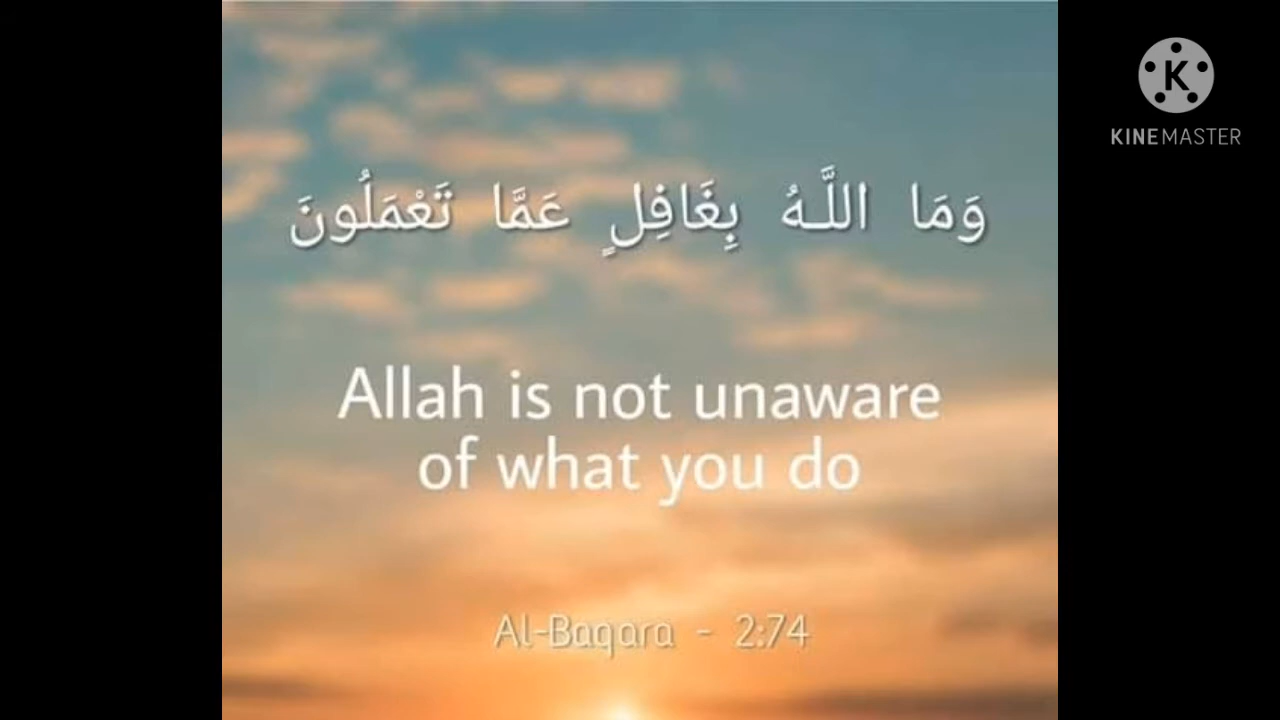 وَمَا اللَّـهُ بِغَافِلٍ عَمَّا تَعْمَلُونَ
Allah is not unaware
of what you do
Al-Baqara - 2:74
K
KINEMASTER